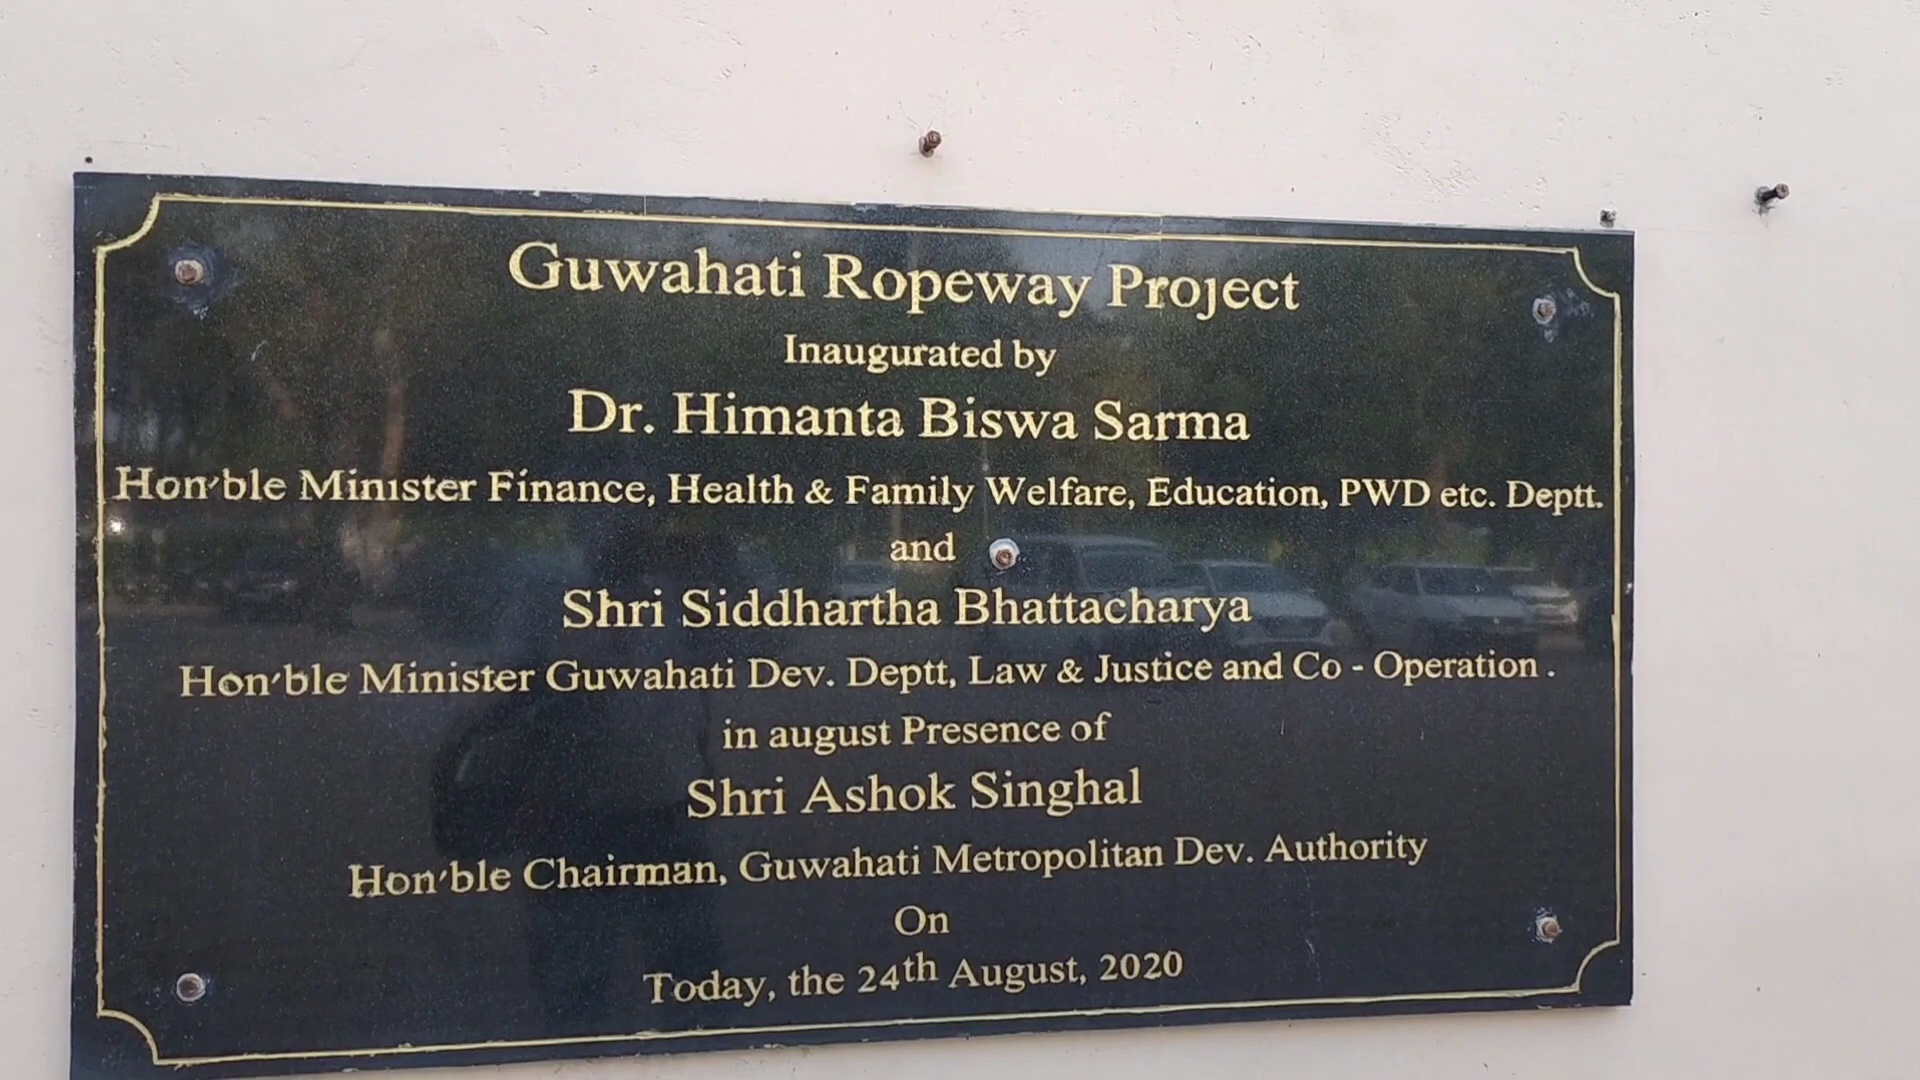 Guwahati Ropeway Project
Inaugurated by
Dr. Himanta Biswa Sarma
Hon'ble Minister Finance, Health & Family Welfare, Education, PWD etc. Deptt.
and
Shri Siddhartha Bhattacharya
Hon'ble Minister Guwahati Dev. Deptt, Law & Justice and Co - Operation .
in august Presence of
Shri Ashok Singhal
Hon'ble Chairman, Guwahati Metropolitan Dev. Authority
On
Today, the 24th August, 2020